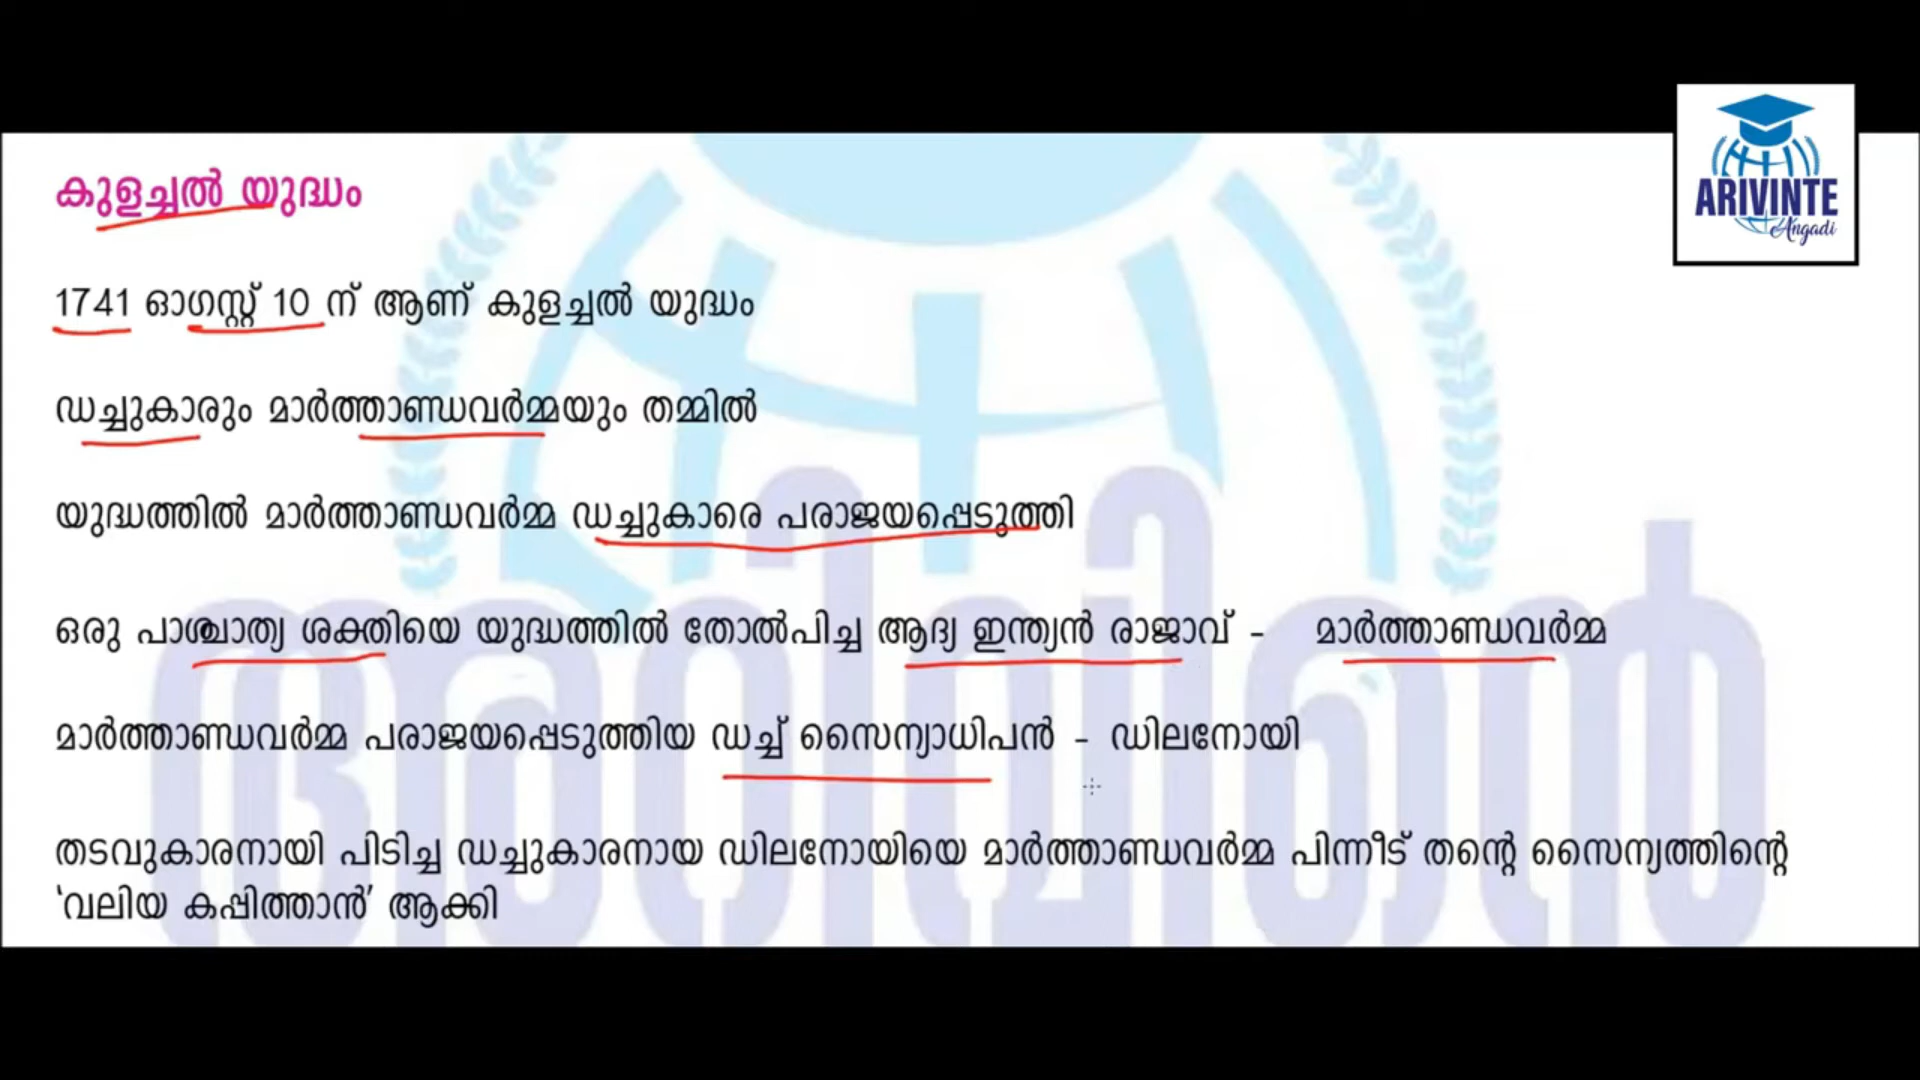 ARIVINTE
Angadi
കുളച്ചൽ യുദ്ധം
1741 ഓഗസ്റ്റ് 10 ന് ആണ് കുളച്ചൽ യുദ്ധം
ഡച്ചുകാരും മാർത്താണ്ഡവർമ്മയും തമ്മിൽ
യുദ്ധത്തിൽ മാർത്താണ്ഡവർമ്മ ഡച്ചുകാരെ പരാജയപ്പെടുത്തി
ഒരു പാശ്ചാത്യ ശക്തിയെ യുദ്ധത്തിൽ തോൽപിച്ച ആദ്യ ഇന്ത്യൻ രാജാവ് - മാർത്താണ്ഡവർമ്മ
മാർത്താണ്ഡവർമ്മ പരാജയപ്പെടുത്തിയ ഡച്ച് സൈന്യാധിപൻ - ഡിലനോയി
തടവുകാരനായി പിടിച്ച ഡച്ചുകാരനായ ഡിലനോയിയെ മാർത്താണ്ഡവർമ്മ പിന്നീട് തന്റെ സൈന്യത്തിന്റെ
'വലിയ കപ്പിത്താൻ' ആക്കി